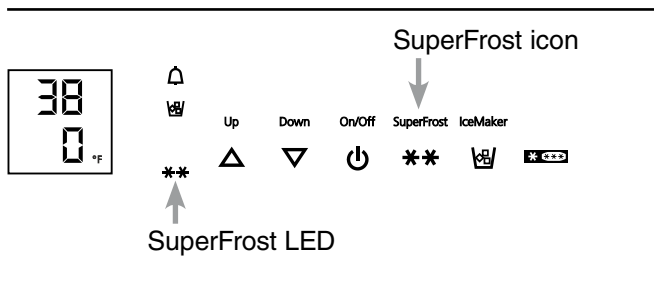 SuperFrost icon
38
0 °F
Up Down On/Off SuperFrost IceMaker
SuperFrost LED